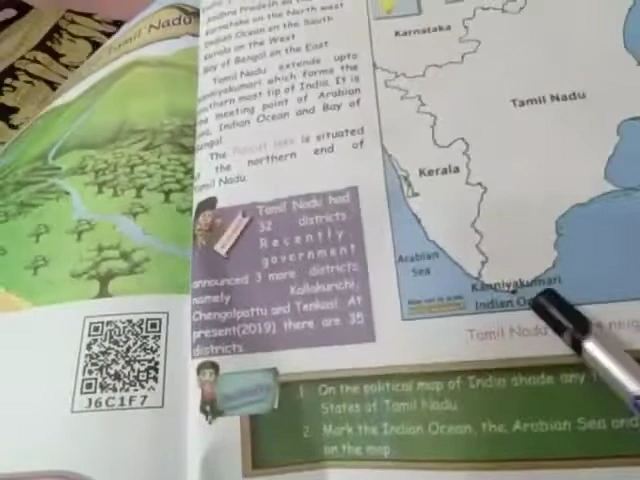 Tamil Nadu
Andhra Pradesh on the
Karnataka on the North west
Indian Ocean on the South
Kerala on the West
Bay of Bengal on the East
Tamil Nadu extends upto
which forms the
most tip of India. It is
meeting point of Arabian
Indian Ocean and Bay of
The is situated
the northern end of
Nadu.
Tamil Nadu had
32 districts
Recently
government
announced 3 more districts
namely Kallakurichi,
Chengalpattu and Tenkasi. At
present(2019) there are 35
districts.
J6C1F7
Karnataka
Tamil Nadu
Kerala
Arabian
Sea
Kanniyakumari
Indian
Tamil Nadu
1. On the political map of India shade any
States of Tamil Nadu
2. Mark the Indian Ocean, the Arabian Sea and
on the map